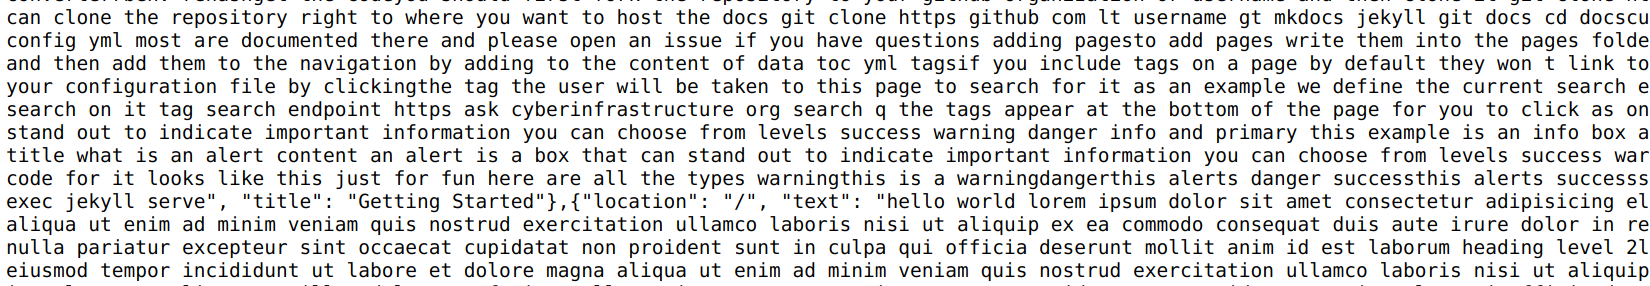 can clone the repository right to where you want to host the docs git clone https github com lt username gt mkdocs jekyll git docs cd docscu
config yml most are documented there and please open an issue if you have questions adding pagesto add pages write them into the pages folde
and then add them to the navigation by adding to the content of data toc yml tagsif you include tags on a page by default they won t link to
your configuration file by clickingthe tag the user will be taken to this page to search for it as an example we define the current search e
search on it tag search endpoint https ask cyberinfrastructure org search q the tags appear at the bottom of the page for you to click as on
stand out to indicate important information you can choose from levels success warning danger info and primary this example is an info box a
title what is an alert content an alert is a box that can stand out to indicate important information you can choose from levels success war
code for it looks like this just for fun here are all the types warningthis is a warningdangerthis alerts danger successthis alerts successs
exec jekyll serve", "title": "Getting Started"},{"location": "/", "text": "hello world lorem ipsum dolor sit amet consectetur adipisicing el
aliqua ut enim ad minim veniam quis nostrud exercitation ullamco laboris nisi ut aliquip ex ea commodo consequat duis aute irure dolor in re
nulla pariatur excepteur sint occaecat cupidatat non proident sunt in culpa qui officia deserunt mollit anim id est laborum heading level 2l
eiusmod tempor incididunt ut labore et dolore magna aliqua ut enim ad minim veniam quis nostrud exercitation ullamco laboris nisi ut aliquip